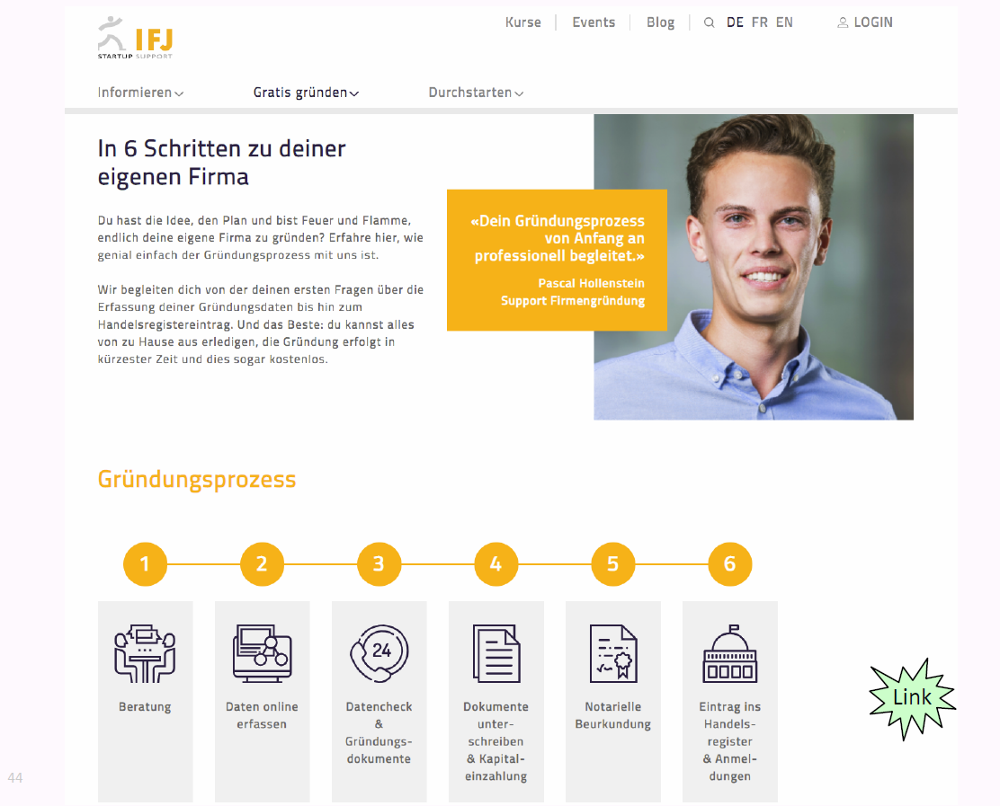 IFJ
STARTUP SUPPORT
Kurse
Events
Blog
DE FR EN
LOGIN
Informieren
Gratis gründen
Durchstarten
In 6 Schritten zu deiner
eigenen Firma
Du hast die Idee, den Plan und bist Feuer und Flamme,
endlich deine eigene Firma zu gründen? Erfahre hier, wie
genial einfach der Gründungsprozess mit uns ist.
Wir begleiten dich von der deinen ersten Fragen über die
Erfassung deiner Gründungsdaten bis hin zum
Handelsregistereintrag. Und das Beste: du kannst alles
von zu Hause aus erledigen, die Gründung erfolgt in
kürzester Zeit und dies sogar kostenlos.
«Dein Gründungsprozess
von Anfang an
professionell begleitet.»
Pascal Hollenstein
Support Firmengründung
Gründungsprozess
1
2
3
4
5
6
24
Beratung
Daten online
erfassen
Datencheck
&
Gründungs-
dokumente
Dokumente
unter-
schreiben
& Kapital-
einzahlung
Notarielle
Beurkundung
Eintrag ins
Handels-
register
& Anmel-
dungen
Link
44